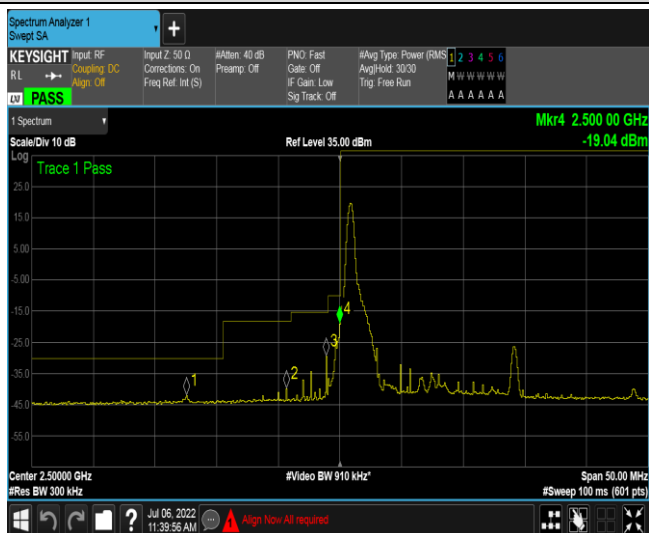 Spectrum Analyzer 1
Swept SA
KEYSIGHT
RL
PASS
Input: RF
Coupling: DC
Align: Off
Input Z: 50 Ω
Corrections: On
Freq Ref: Int (S)
#Atten: 40 dB
Preamp: Off
PNO: Fast
Gate: Off
IF Gain: Low
Sig Track: Off
#Avg Type: Power (RMS
Avg|Hold: 30/30
Trig: Free Run
1 2 3 4 5 6
M W W W W W
A A A A A A
1 Spectrum
Scale/Div 10 dB
Ref Level 35.00 dBm
Mkr4 2.500 00 GHz
-19.04 dBm
Log
Trace 1 Pass
25.0
15.0
5.00
-5.00
-15.0
-25.0
-35.0
-45.0
-55.0
1
2
3
4
Center 2.50000 GHz
#Res BW 300 kHz
#Video BW 910 kHz*
Span 50.00 MHz
#Sweep 100 ms (601 pts)
?
Jul 06, 2022
11:39:56 AM
Align Now All required